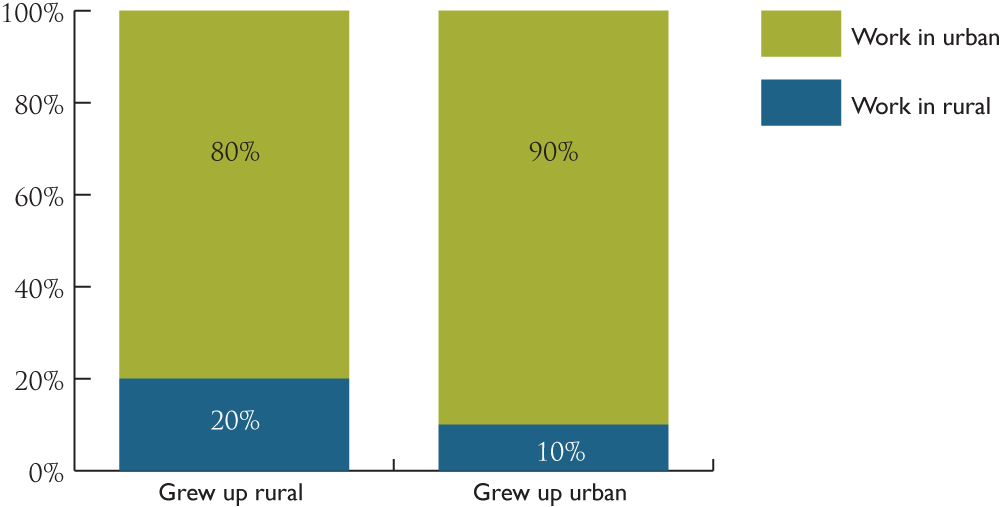 100%
80%
60%
40%
20%
0%
80%
20%
90%
10%
Grew up rural
Grew up urban
Work in urban
Work in rural